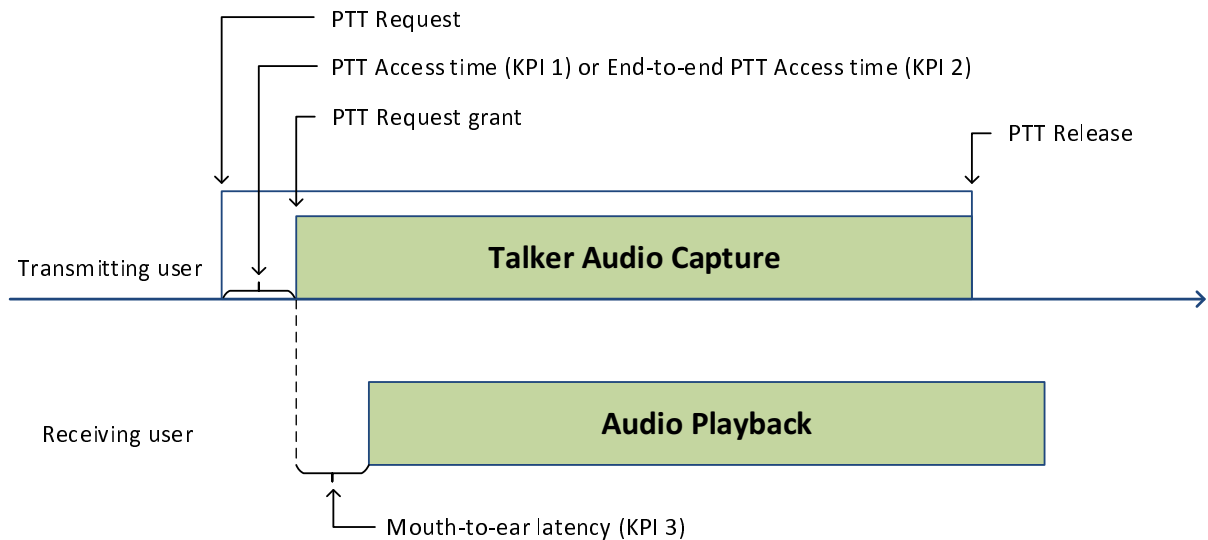 PTT Request
PTT Access time (KPI 1) or End-to-end PTT Access time (KPI 2)
PTT Request grant
PTT Release
Talker Audio Capture
Transmitting user
Audio Playback
Receiving user
Mouth-to-ear latency (KPI 3)